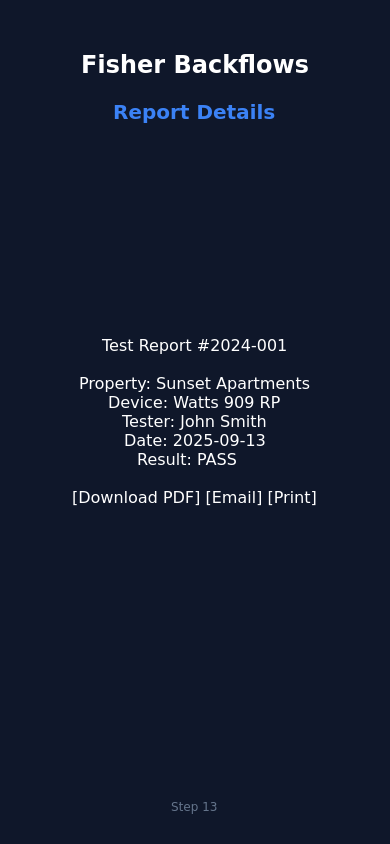 Fisher Backflows
Report Details
Test Report #2024-001
Property: Sunset Apartments
Device: Watts 909 RP
Tester: John Smith
Date: 2025-09-13
Result: PASS
[Download PDF] [Email] [Print]
Step 13